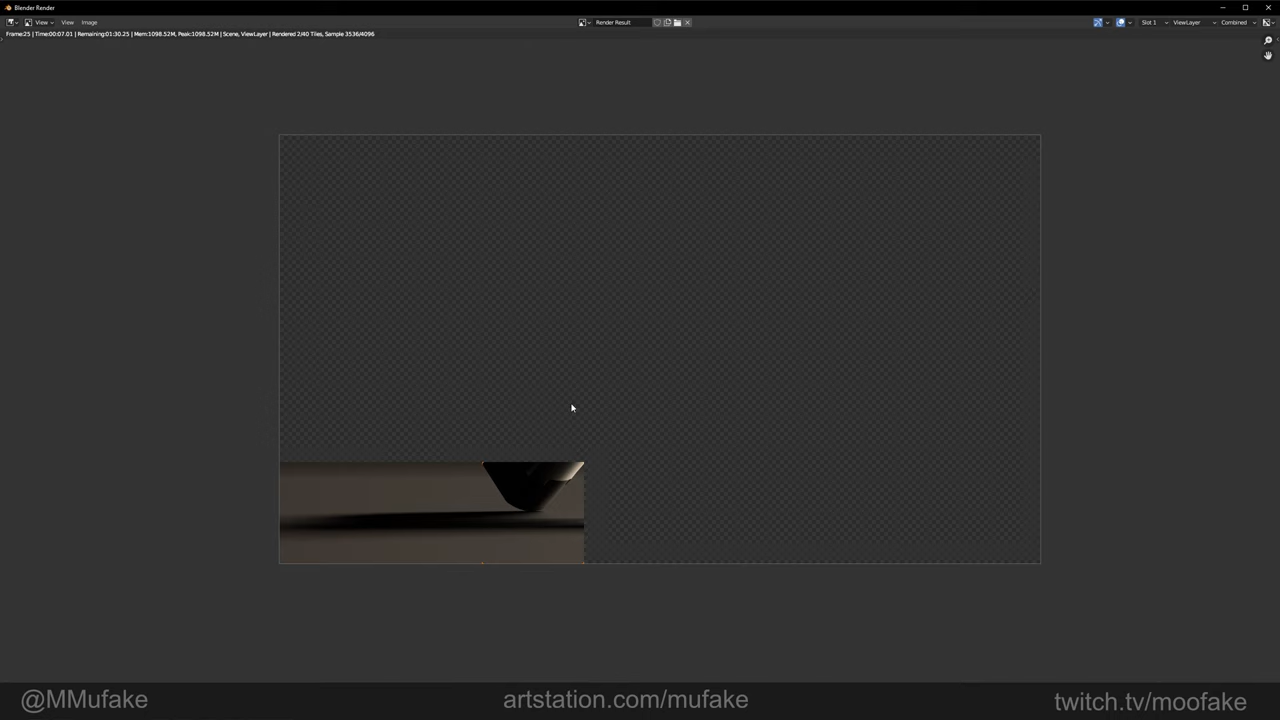 Blender Render
View View Image Render Result Slot 1 ViewLayer Combined
Frame:25 | Time:00:07.01 | Remaining:01:30.25 | Mem:1098.52M, Peak:1098.52M | Scene, ViewLayer | Rendered 2/40 Tiles, Sample 3536/4096
@MMufake artstation.com/mufake twitch.tv/moofake